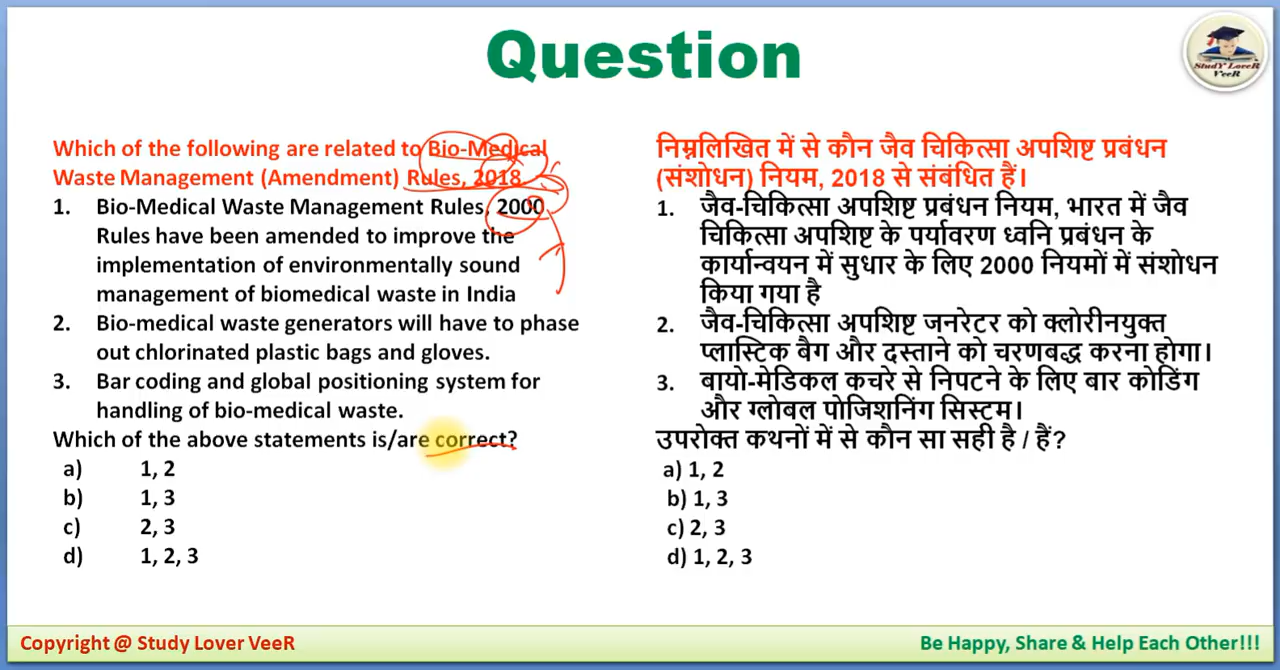 Question
StudY LoveR
VeeR
Which of the following are related to Bio-Medical
Waste Management (Amendment) Rules, 2018.
1. Bio-Medical Waste Management Rules, 2000
Rules have been amended to improve the
implementation of environmentally sound
management of biomedical waste in India
2. Bio-medical waste generators will have to phase
out chlorinated plastic bags and gloves.
3. Bar coding and global positioning system for
handling of bio-medical waste.
Which of the above statements is/are correct?
a) 1, 2
b) 1, 3
c) 2, 3
d) 1, 2, 3
निम्नलिखित में से कौन जैव चिकित्सा अपशिष्ट प्रबंधन
(संशोधन) नियम, 2018 से संबंधित हैं।
1. जैव-चिकित्सा अपशिष्ट प्रबंधन नियम, भारत में जैव
चिकित्सा अपशिष्ट के पर्यावरण ध्वनि प्रबंधन के
कार्यान्वयन में सुधार के लिए 2000 नियमों में संशोधन
किया गया है
2. जैव-चिकित्सा अपशिष्ट जनरेटर को क्लोरीनयुक्त
प्लास्टिक बैग और दस्ताने को चरणबद्ध करना होगा।
3. बायो-मेडिकल कचरे से निपटने के लिए बार कोडिंग
और ग्लोबल पोजिशनिंग सिस्टम।
उपरोक्त कथनों में से कौन सा सही है / हैं?
a) 1, 2
b) 1, 3
c) 2, 3
d) 1, 2, 3
Copyright @ Study Lover VeeR
Be Happy, Share & Help Each Other!!!